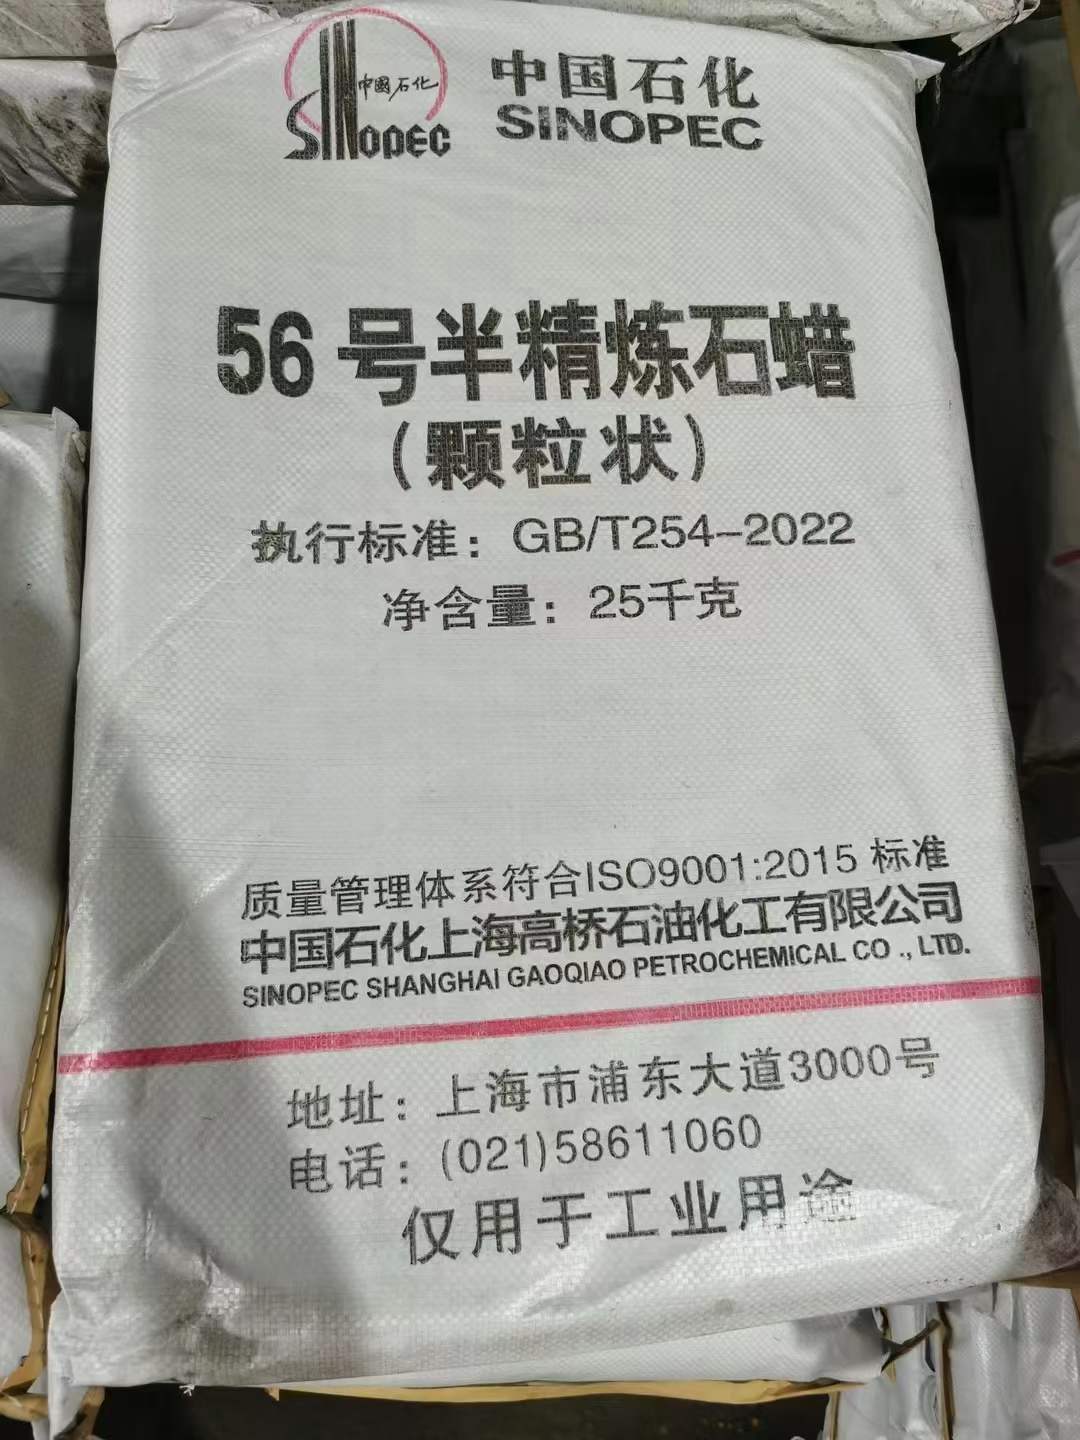 中國石化
SINOPEC
中国石化
SINOPEC
56号半精炼石蜡
(颗粒状)
执行标准：GB/T254-2022
净含量：25千克
质量管理体系符合ISO9001:2015 标准
中国石化上海高桥石油化工有限公司
SINOPEC SHANGHAI GAOQIAO PETROCHEMICAL CO ., LTD.
地址：上海市浦东大道3000号
电话：(021)58611060
仅用于工业用途